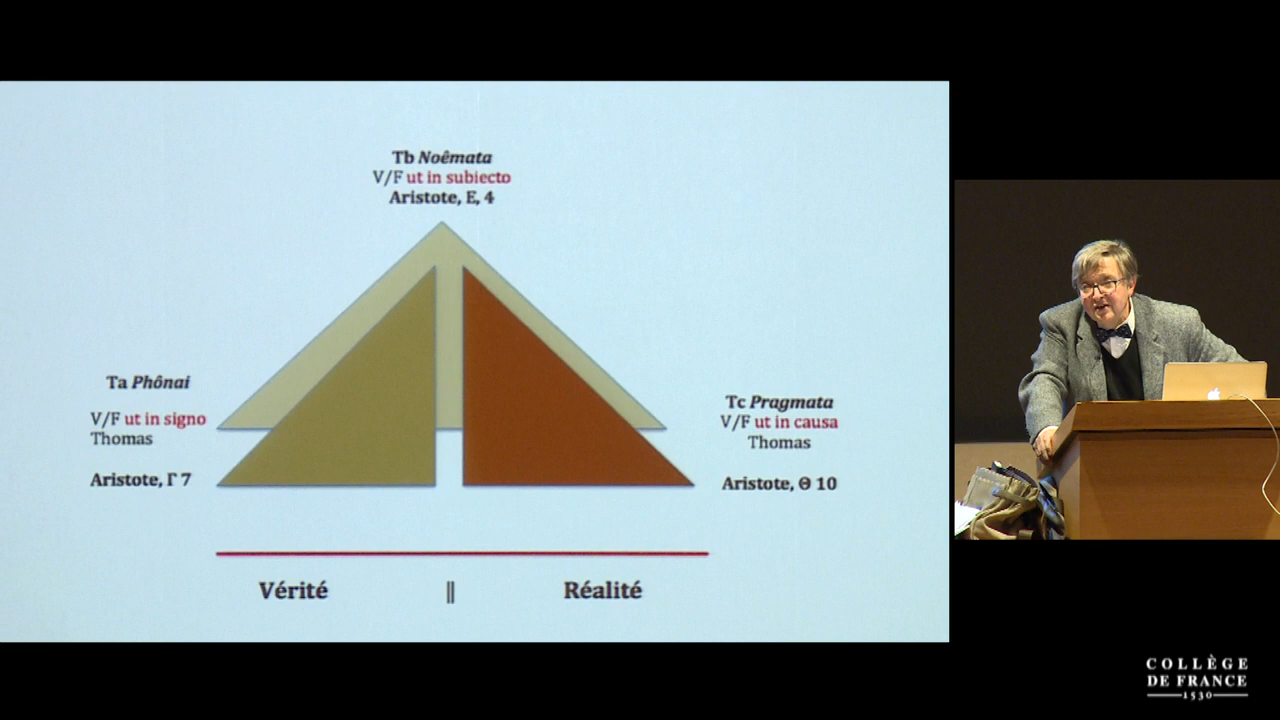 Tb Noêmata
V/F ut in subiecto
Aristote, E, 4
Ta Phônai
V/F ut in signo
Thomas
Aristote, Γ 7
Tc Pragmata
V/F ut in causa
Thomas
Aristote, Θ 10
Vérité || Réalité
COLLÈGE
DE FRANCE
1530